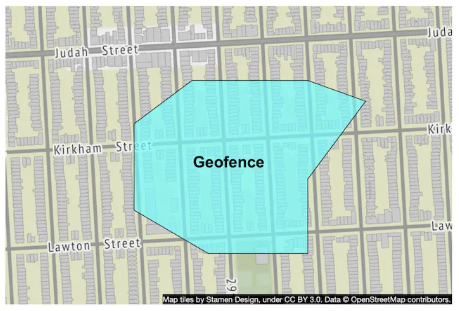 Judah Street
Juda
Kirkham Street
Kirk
Geofence
Lawton Street
Law
29
Map tiles by Stamen Design, under CC BY 3.0. Data © OpenStreetMap contributors.